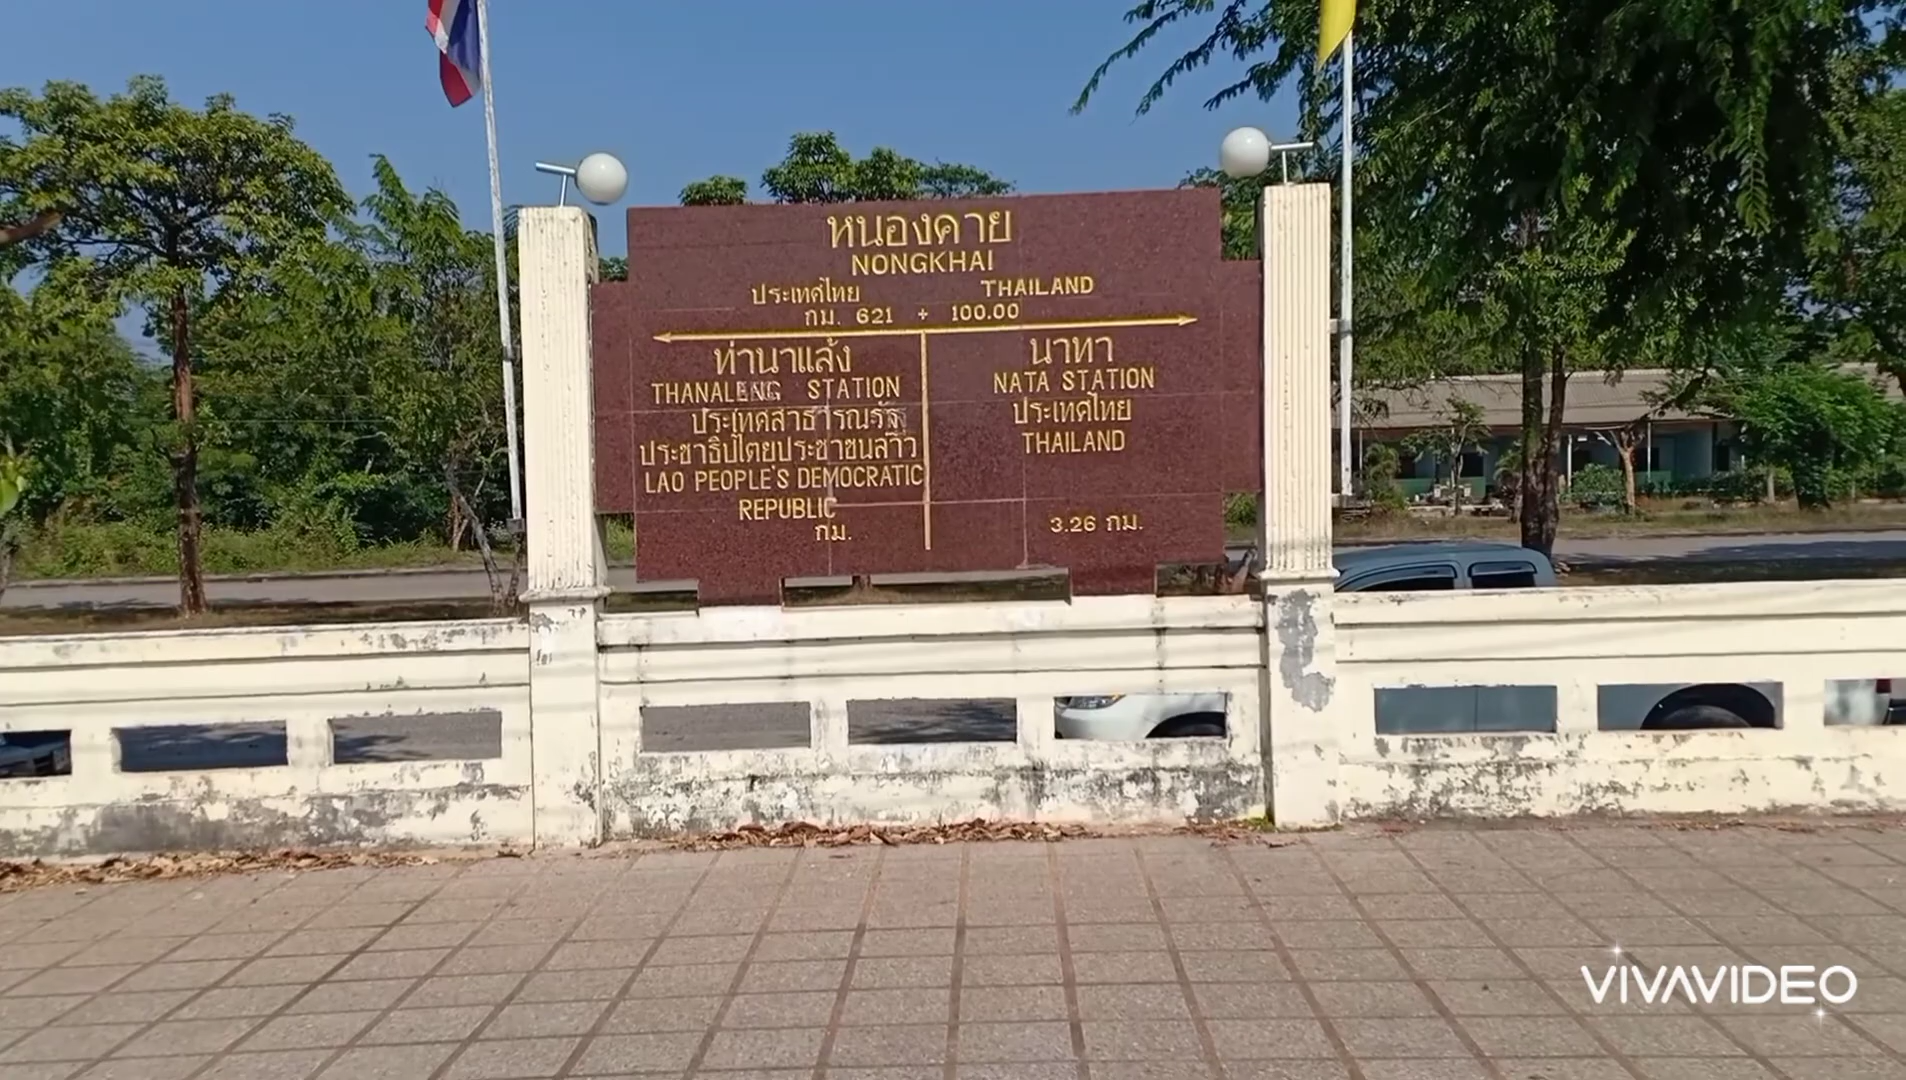 หนองคาย
NONGKHAI
ประเทศไทย THAILAND
กม. 621 + 100.00
ท่านาแล้ง
THANALENG STATION
ประเทศสาธารณรัฐ
ประชาธิปไตยประชาชนลาว
LAO PEOPLE'S DEMOCRATIC
REPUBLIC
กม.
นาทา
NATA STATION
ประเทศไทย
THAILAND
3.26 กม.
VIVAVIDEO